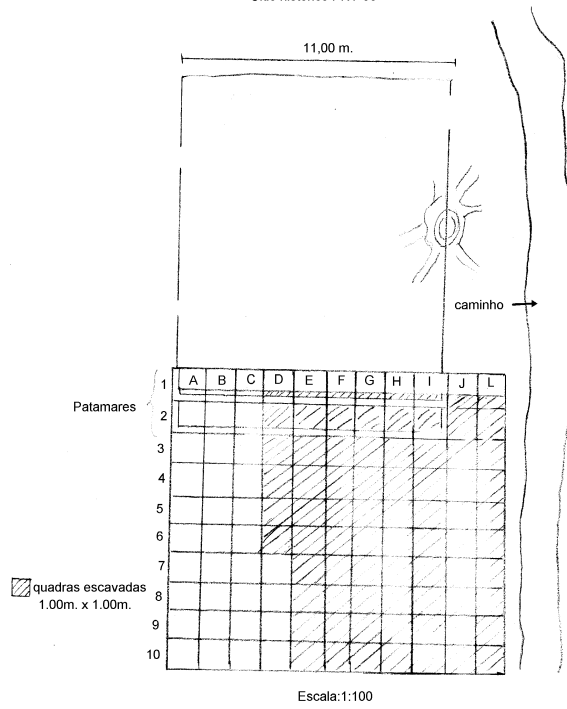 11,00 m.
caminho
A B C D E F G H I J L
1
Patamares
2
3
4
5
6
7
quadras escavadas
8
1.00m. x 1.00m.
9
10
Escala:1:100